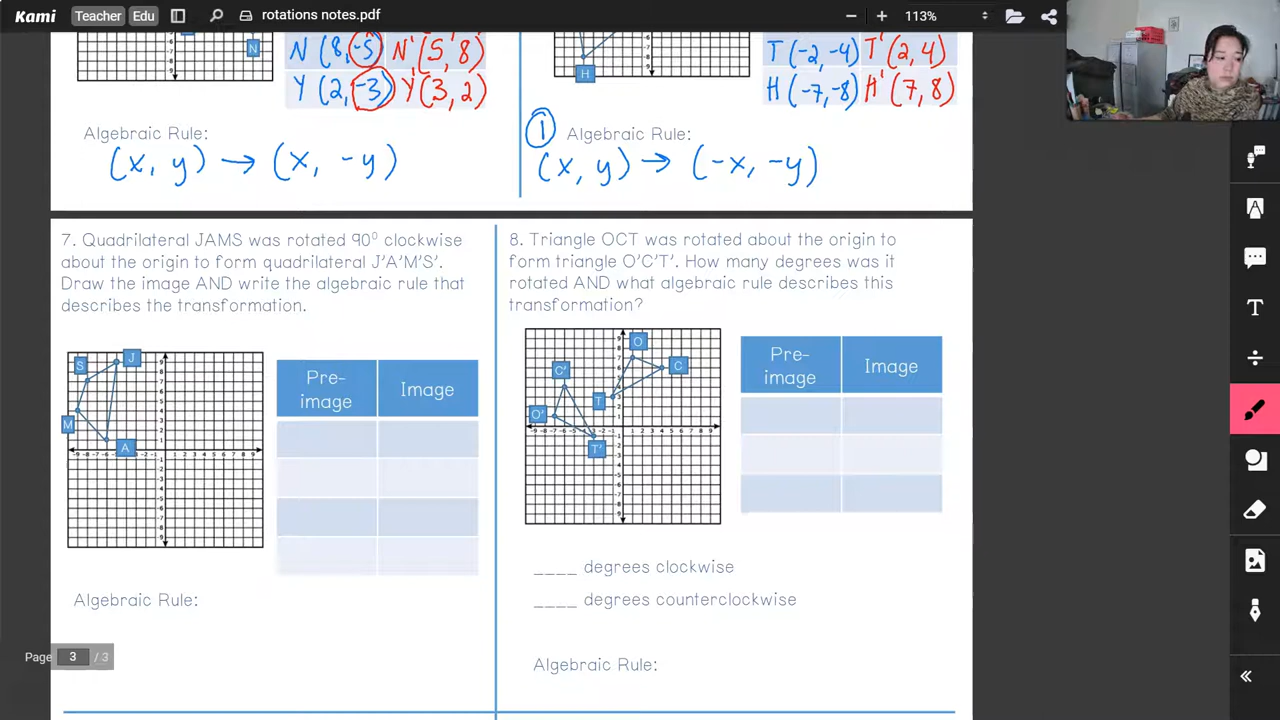 Kami Teacher Edu rotations notes.pdf 113%
N (8,-5) N'(5, 8) T(-2,-4) T'(2, 4)
H Y (2,-3) Y'(3, 2) H(-7,-8) H'(7, 8)
Algebraic Rule: ① Algebraic Rule:
(x, y) → (x, -y) (x, y) → (-x, -y)
7. Quadrilateral JAMS was rotated 90⁰ clockwise
about the origin to form quadrilateral J’A’M’S’.
Draw the image AND write the algebraic rule that
describes the transformation.
S J
M
A
Pre-
image Image
Algebraic Rule:
8. Triangle OCT was rotated about the origin to
form triangle O’C’T’. How many degrees was it
rotated AND what algebraic rule describes this
transformation?
O
C' C
T
O'
T'
Pre-
image Image
____ degrees clockwise
____ degrees counterclockwise
Algebraic Rule:
Page 3 / 3